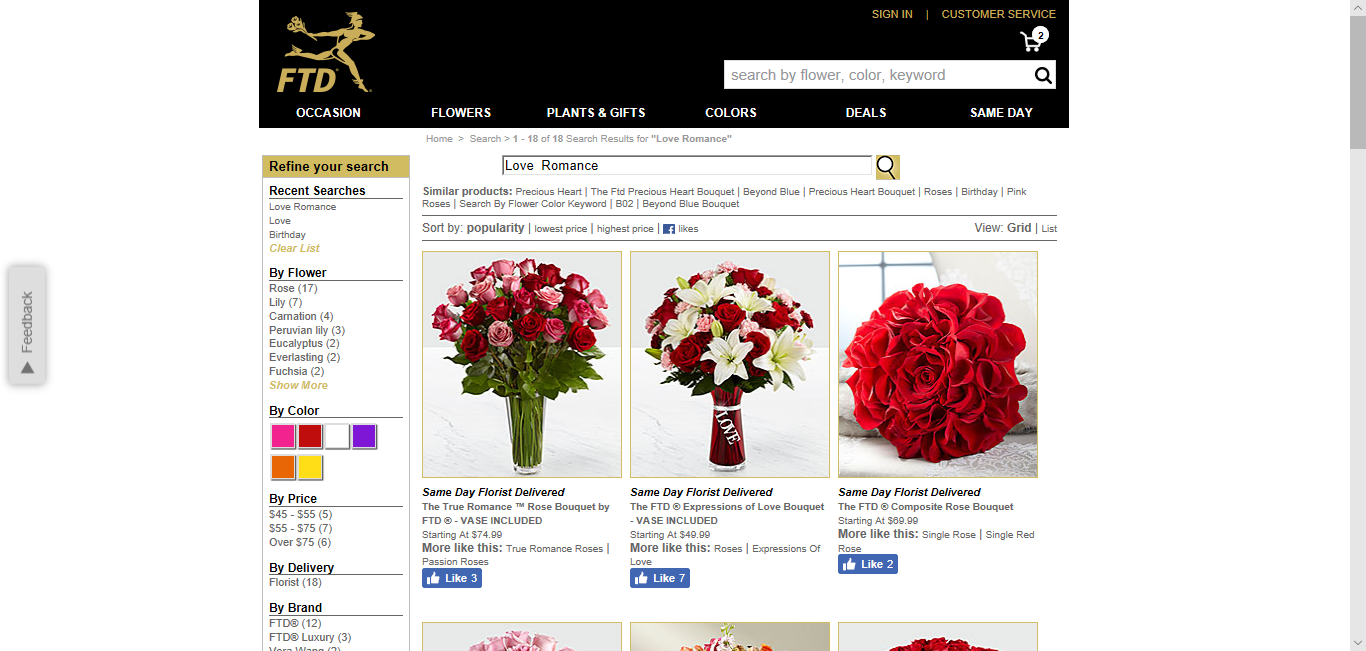 SIGN IN | CUSTOMER SERVICE
2
FTD
search by flower, color, keyword
OCCASION FLOWERS PLANTS & GIFTS COLORS DEALS SAME DAY
Home > Search > 1 - 18 of 18 Search Results for "Love Romance"
Refine your search
Recent Searches
Love Romance
Love
Birthday
Clear List
By Flower
Rose (17)
Lily (7)
Carnation (4)
Peruvian lily (3)
Eucalyptus (2)
Everlasting (2)
Fuchsia (2)
Show More
By Color
By Price
$45 - $55 (5)
$55 - $75 (7)
Over $75 (6)
By Delivery
Florist (18)
By Brand
FTD® (12)
FTD® Luxury (3)
Vera Wang (2)
Feedback
Love  Romance
Similar products: Precious Heart | The Ftd Precious Heart Bouquet | Beyond Blue | Precious Heart Bouquet | Roses | Birthday | Pink
Roses | Search By Flower Color Keyword | B02 | Beyond Blue Bouquet
Sort by: popularity | lowest price | highest price | f likes
View: Grid | List
LOVE
Same Day Florist Delivered
The True Romance ™ Rose Bouquet by
FTD ® - VASE INCLUDED
Starting At $74.99
More like this: True Romance Roses |
Passion Roses
Like 3
Same Day Florist Delivered
The FTD ® Expressions of Love Bouquet
- VASE INCLUDED
Starting At $49.99
More like this: Roses | Expressions Of
Love
Like 7
Same Day Florist Delivered
The FTD ® Composite Rose Bouquet
Starting At $69.99
More like this: Single Rose | Single Red
Rose
Like 2